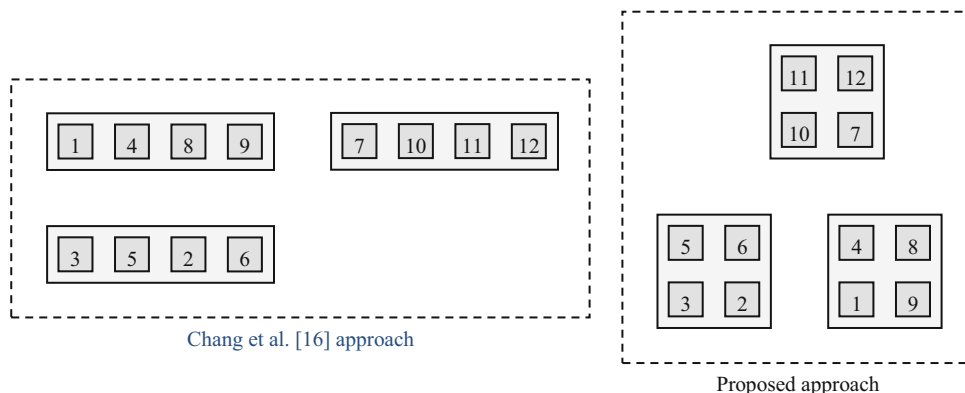 1 4 8 9
7 10 11 12
3 5 2 6
Chang et al. [16] approach
11 12
10 7
5 6
3 2
4 8
1 9
Proposed approach